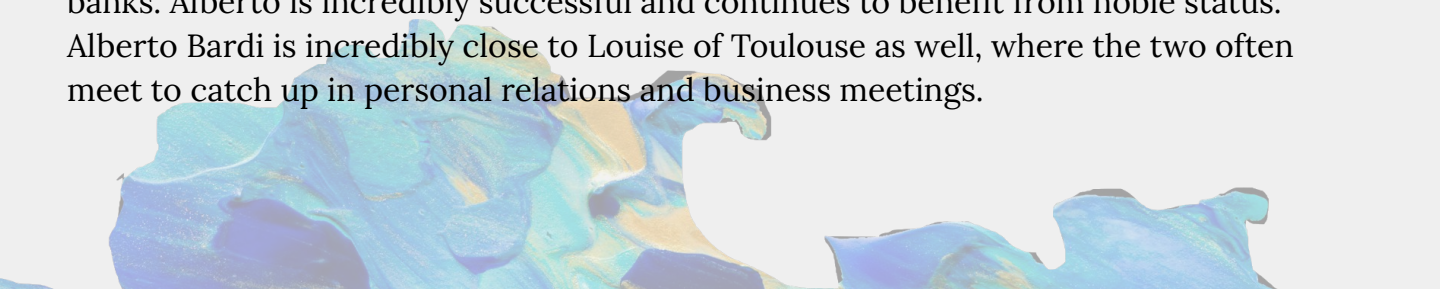 banks. Alberto is incredibly successful and continues to benefit from noble status.
Alberto Bardi is incredibly close to Louise of Toulouse as well, where the two often
meet to catch up in personal relations and business meetings.